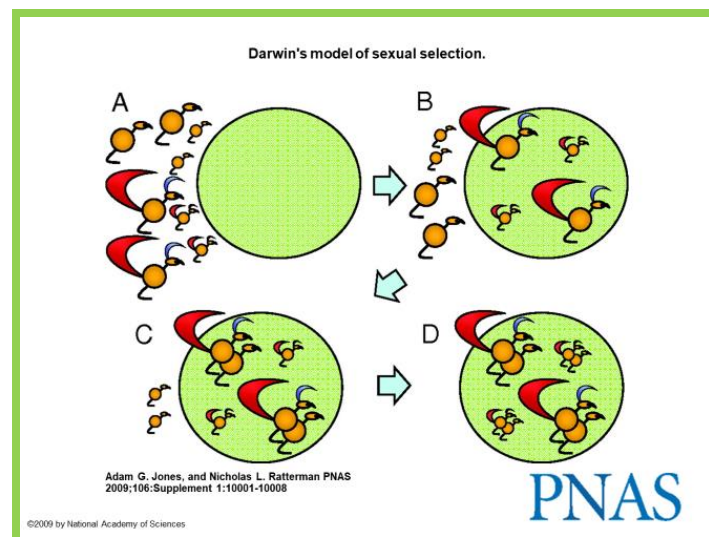 Darwin's model of sexual selection.
A
B
C
D
Adam G. Jones, and Nicholas L. Ratterman PNAS
2009;106:Supplement 1:10001-10008
PNAS
©2009 by National Academy of Sciences